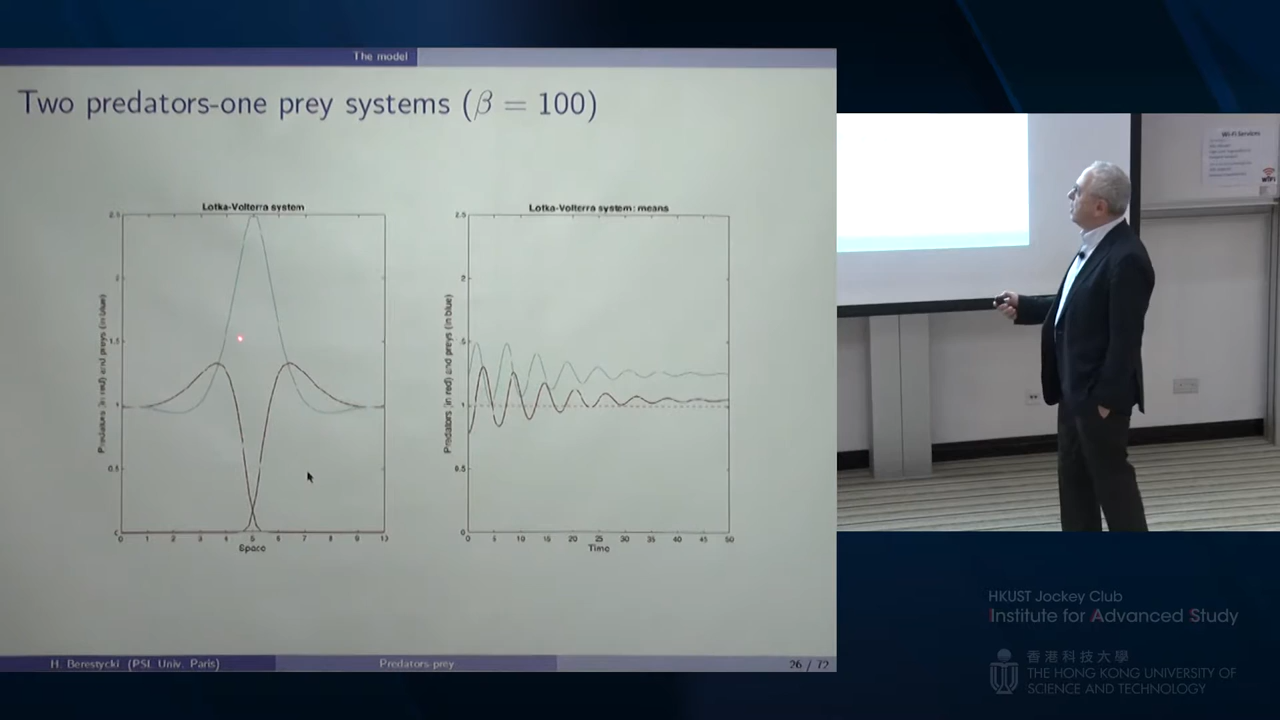 The model
Two predators-one prey systems (β = 100)
Lotka-Volterra system
2.5
2
1.5
1
0.5
0
Predators (in red) and preys (in blue)
0 1 2 3 4 5 6 7 8 9 10
Space
Lotka-Volterra system: means
2.5
2
1.5
1
0.5
0
Predators (in red) and preys (in blue)
0 5 10 15 20 25 30 35 40 45 50
Time
H. Berestycki (PSL Univ. Paris)
Predators-prey
26 / 72
Wi-Fi Services
WiFi
HKUST Jockey Club
Institute for Advanced Study
香港科技大學
THE HONG KONG UNIVERSITY OF
SCIENCE AND TECHNOLOGY